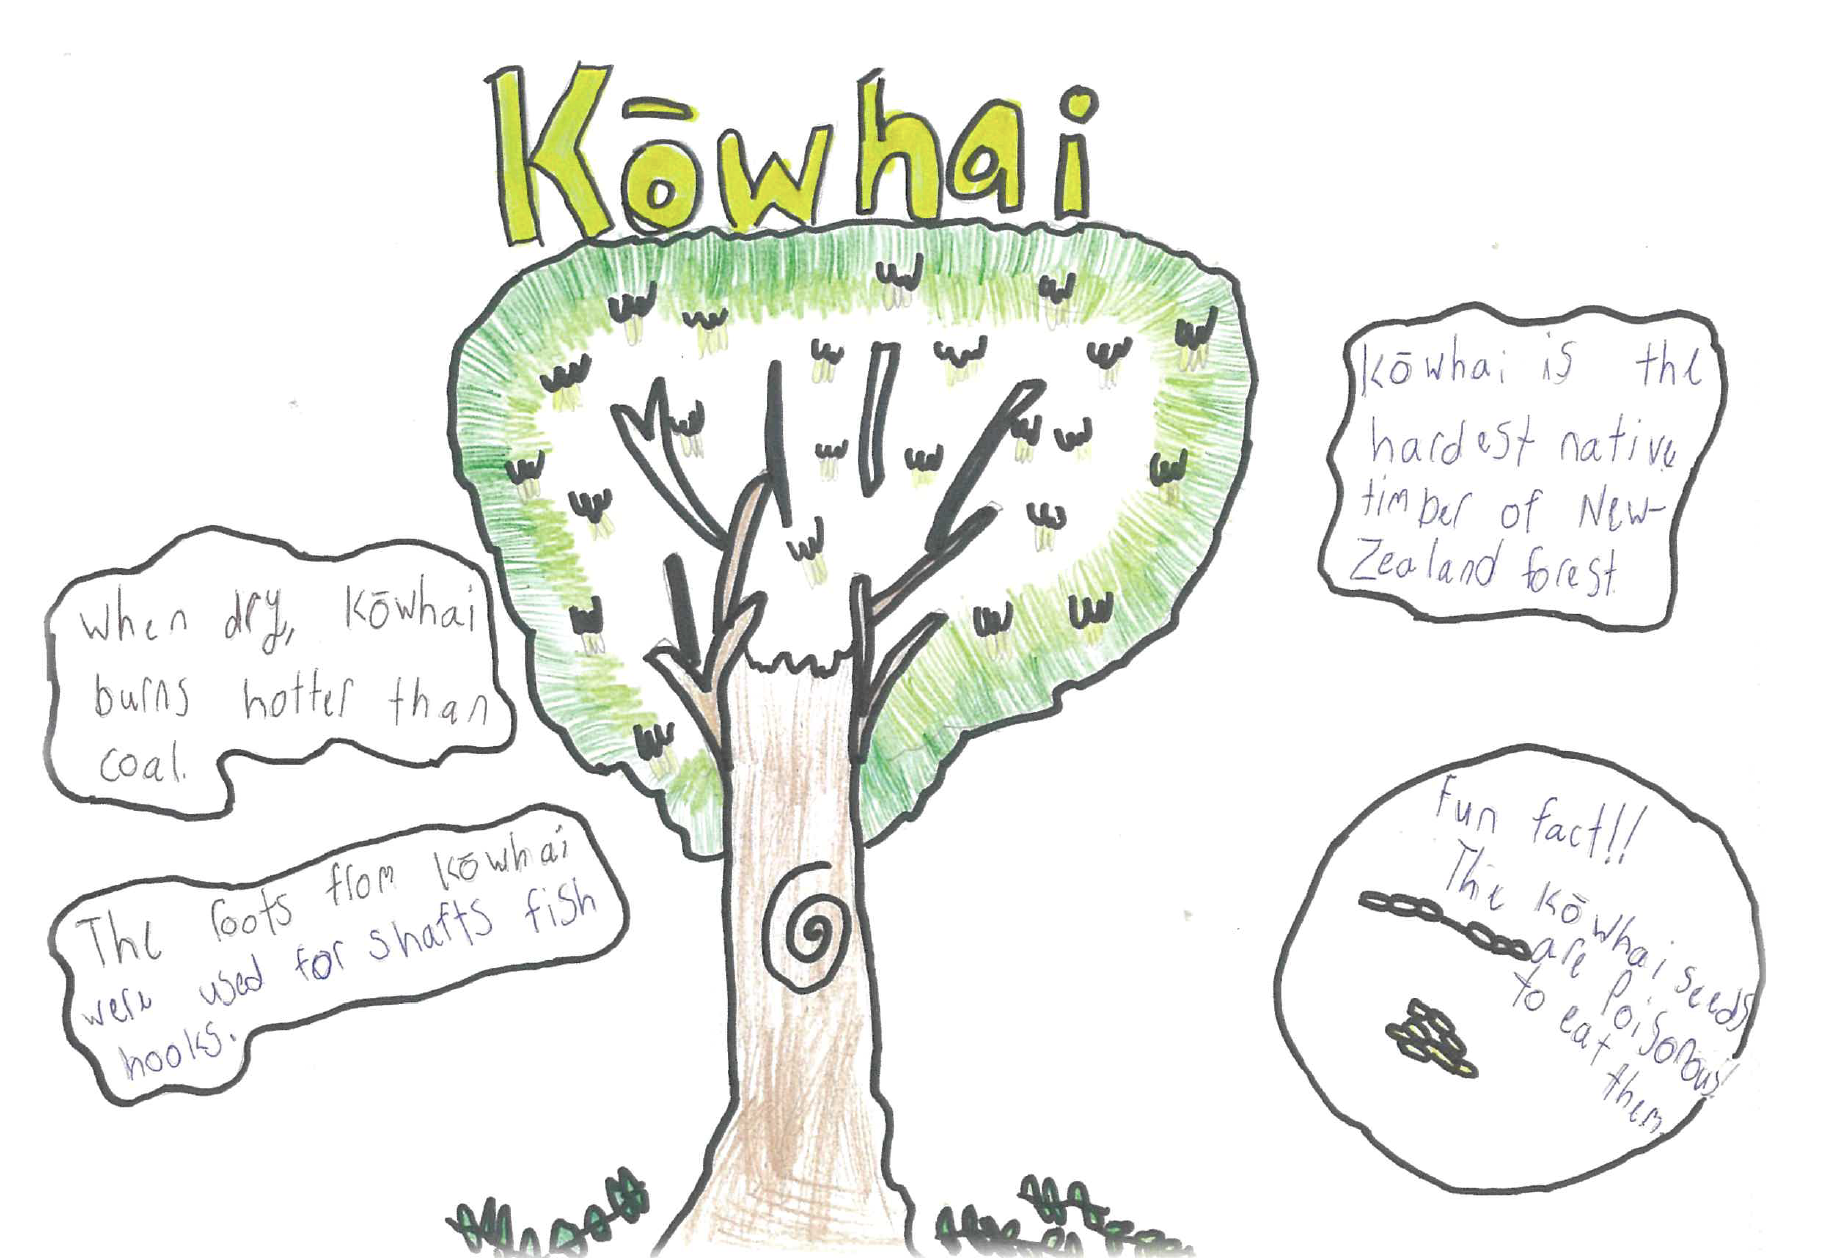 Kōwhai
When dry, Kōwhai
burns hotter than
coal.
The roots from Kōwhai
were used for shafts fish
hooks.
Kōwhai is the
hardest native
timber of New-
Zealand forest.
Fun fact!!
The Kōwhai seeds
are Poisonous!
to eat them.